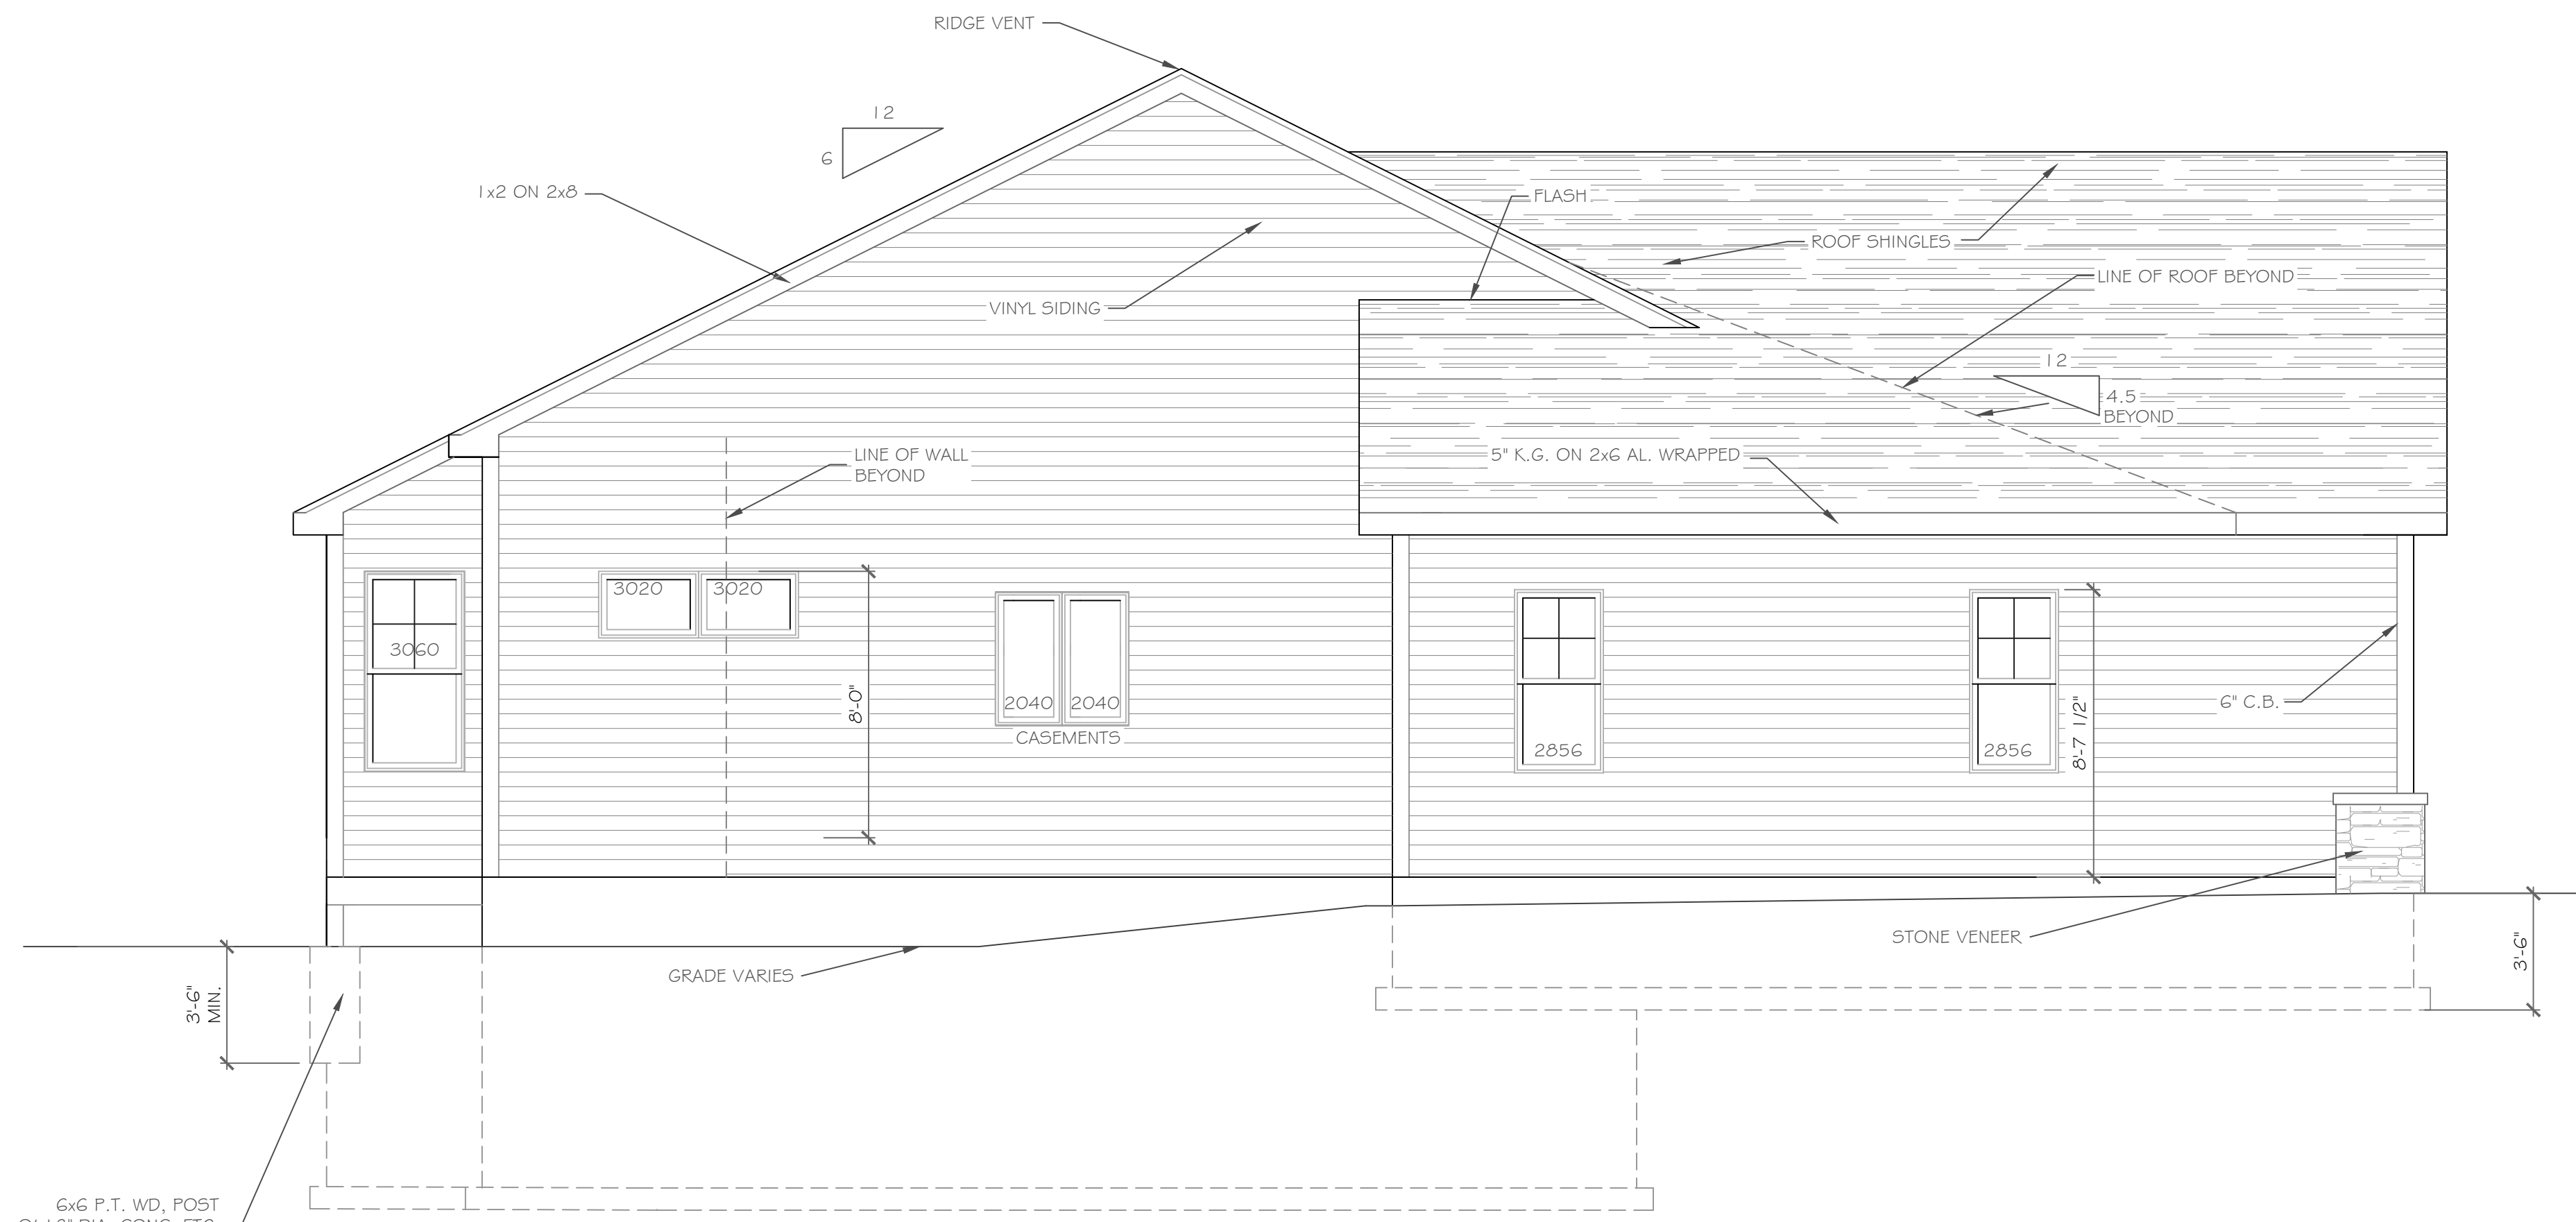 RIDGE VENT
12
6
1x2 ON 2x8
FLASH
ROOF SHINGLES
LINE OF ROOF BEYOND
VINYL SIDING
12
4.5
BEYOND
LINE OF WALL
BEYOND
5" K.G. ON 2x6 AL. WRAPPED
3020
3020
3060
8'-0"
2040
2040
CASEMENTS
2856
2856
8'-7 1/2"
6" C.B.
STONE VENEER
3'-6"
GRADE VARIES
3'-6"
MIN.
6x6 P.T. WD, POST